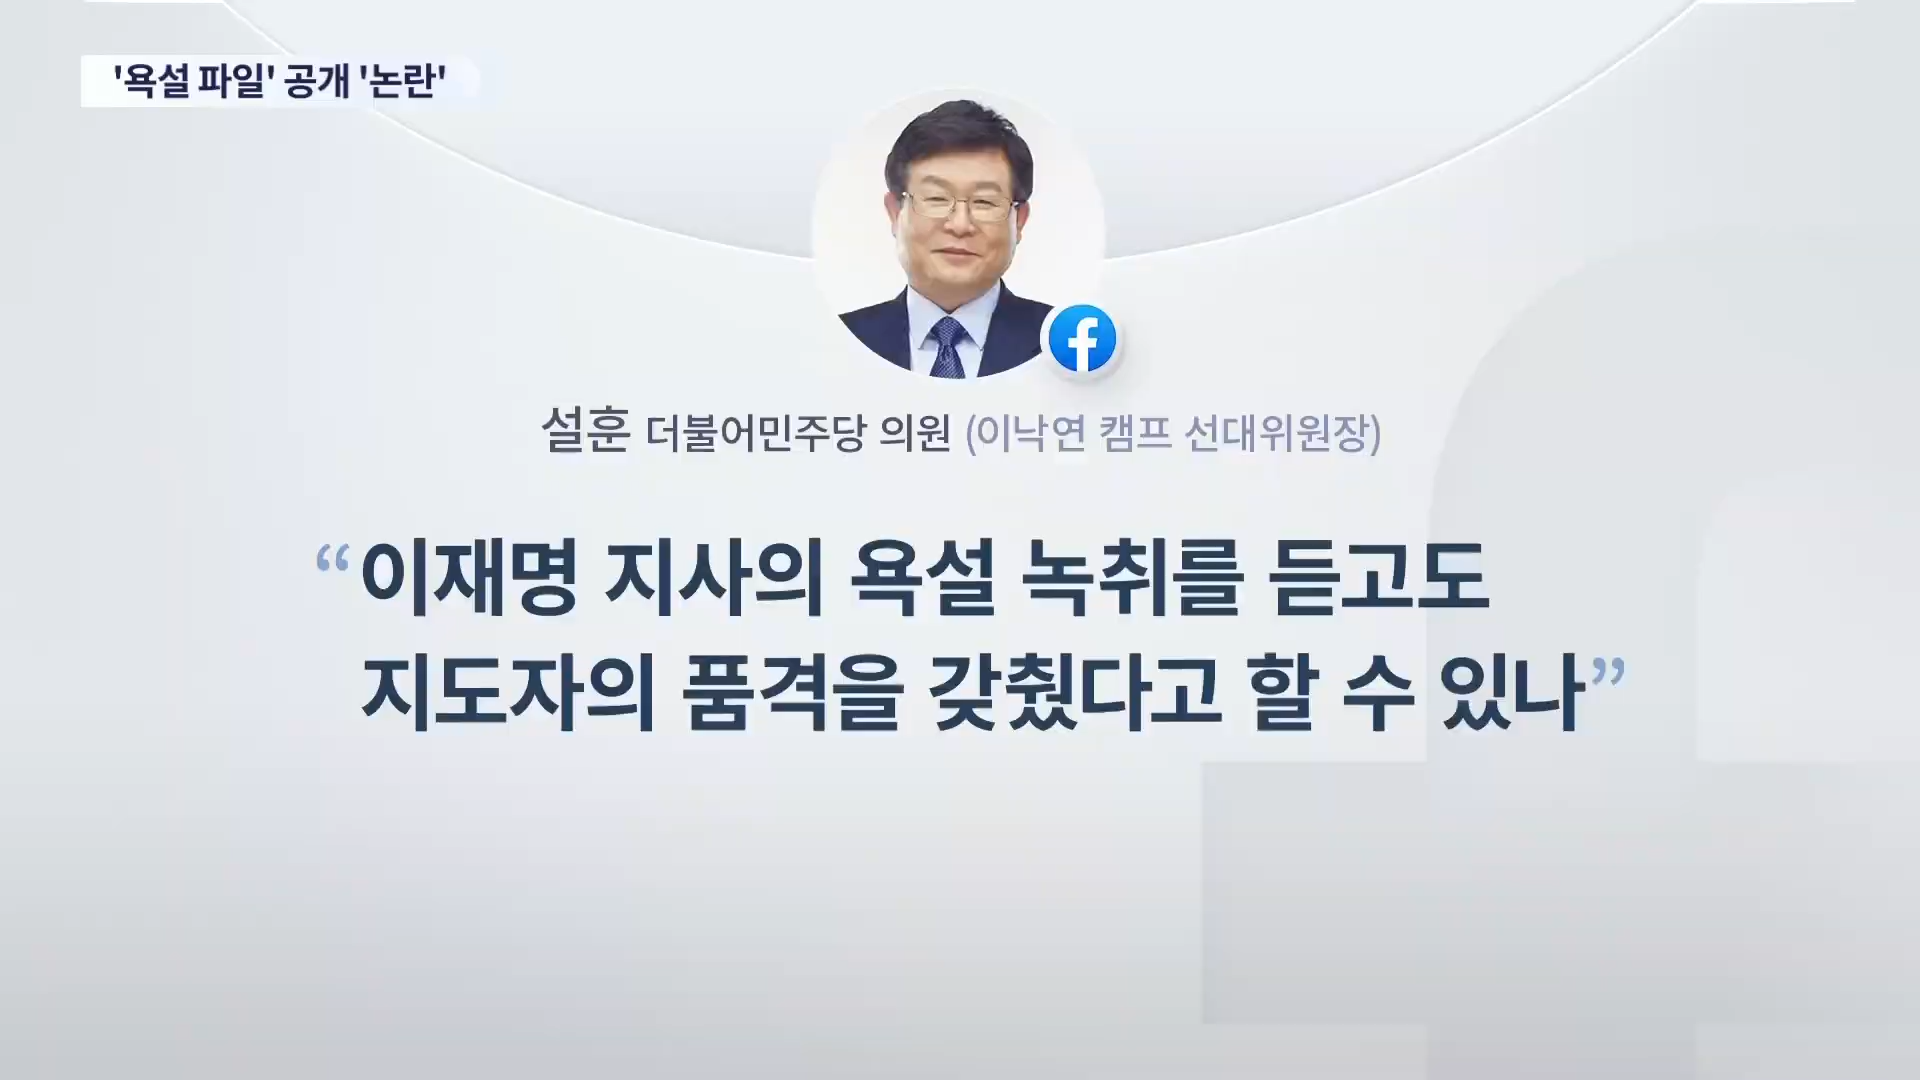 '욕설 파일' 공개 '논란'
설훈 더불어민주당 의원 (이낙연 캠프 선대위원장)
“이재명 지사의 욕설 녹취를 듣고도
지도자의 품격을 갖췄다고 할 수 있나”